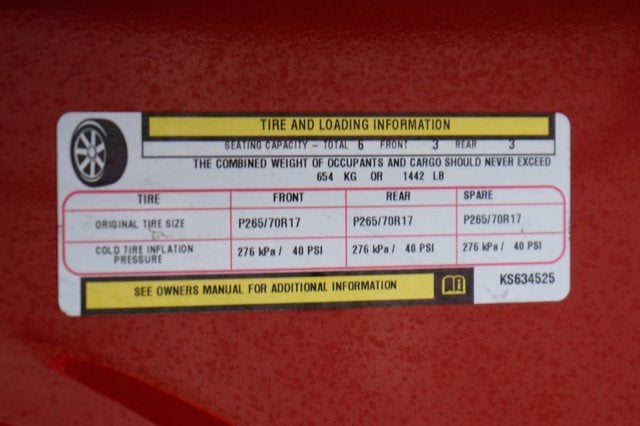 TIRE AND LOADING INFORMATION
SEATING CAPACITY - TOTAL 6 FRONT 3 REAR 3
THE COMBINED WEIGHT OF OCCUPANTS AND CARGO SHOULD NEVER EXCEED
654 KG OR 1442 LB
TIRE FRONT REAR SPARE
ORIGINAL TIRE SIZE P265/70R17 P265/70R17 P265/70R17
COLD TIRE INFLATION PRESSURE 276 kPa / 40 PSI 276 kPa / 40 PSI 276 kPa / 40 PSI
SEE OWNERS MANUAL FOR ADDITIONAL INFORMATION KS634525